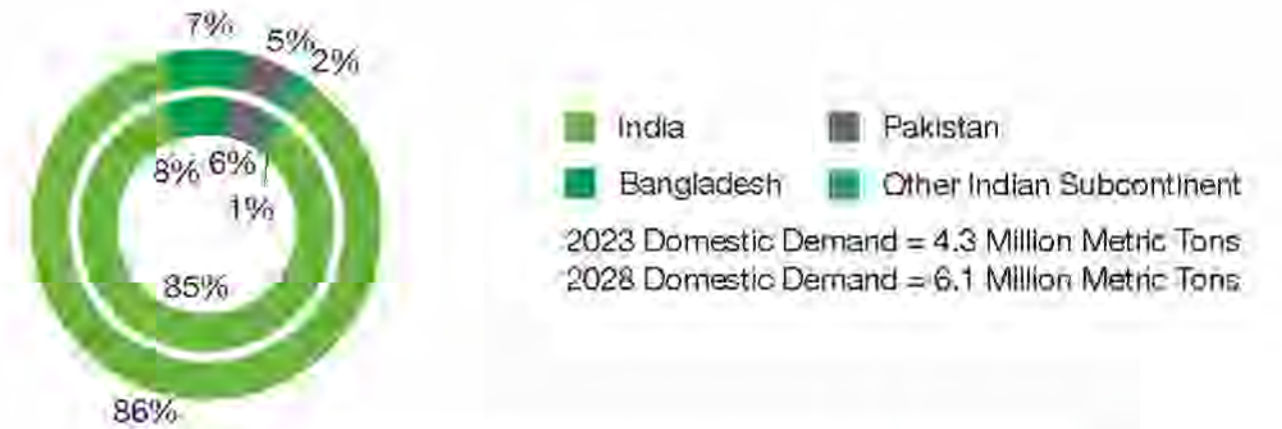 7%
5%
2%
8% 6%
1%
85%
86%
India
Pakistan
Bangladesh
Other Indian Subcontinent
2023 Domestic Demand = 4.3 Million Metric Tons
2028 Domestic Demand = 6.1 Million Metric Tons